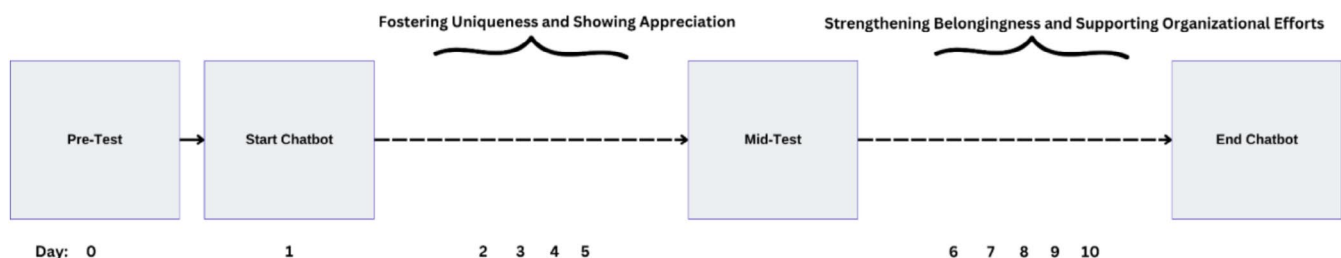 Fostering Uniqueness and Showing Appreciation
Strengthening Belongingness and Supporting Organizational Efforts
Pre-Test
Start Chatbot
Mid-Test
End Chatbot
Day: 0 1 2 3 4 5 6 7 8 9 10